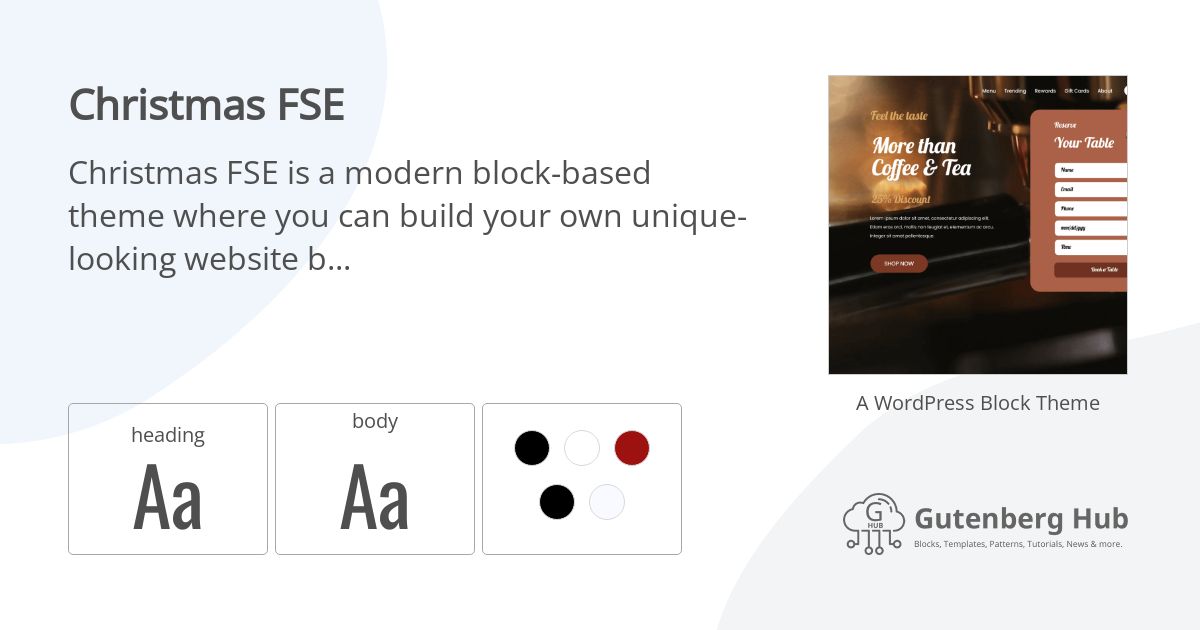 Christmas FSE
Christmas FSE is a modern block-based
theme where you can build your own unique-
looking website b...
heading
Aa
body
Aa
Menu Trending Rewards Gift Cards About
Feel the taste
More than
Coffee & Tea
25% Discount
Lorem ipsum dolor sit amet, consectetur adipiscing elit.
Etiam eros orci, mollis non feugiat et, elementum ac arcu.
Integer sit amet pellentesque
SHOP NOW
Reserve
Your Table
Name
Email
Phone
mm/dd/yyyy
Time
Book a Table
A WordPress Block Theme
G
HUB
Gutenberg Hub
Blocks, Templates, Patterns, Tutorials, News & more.